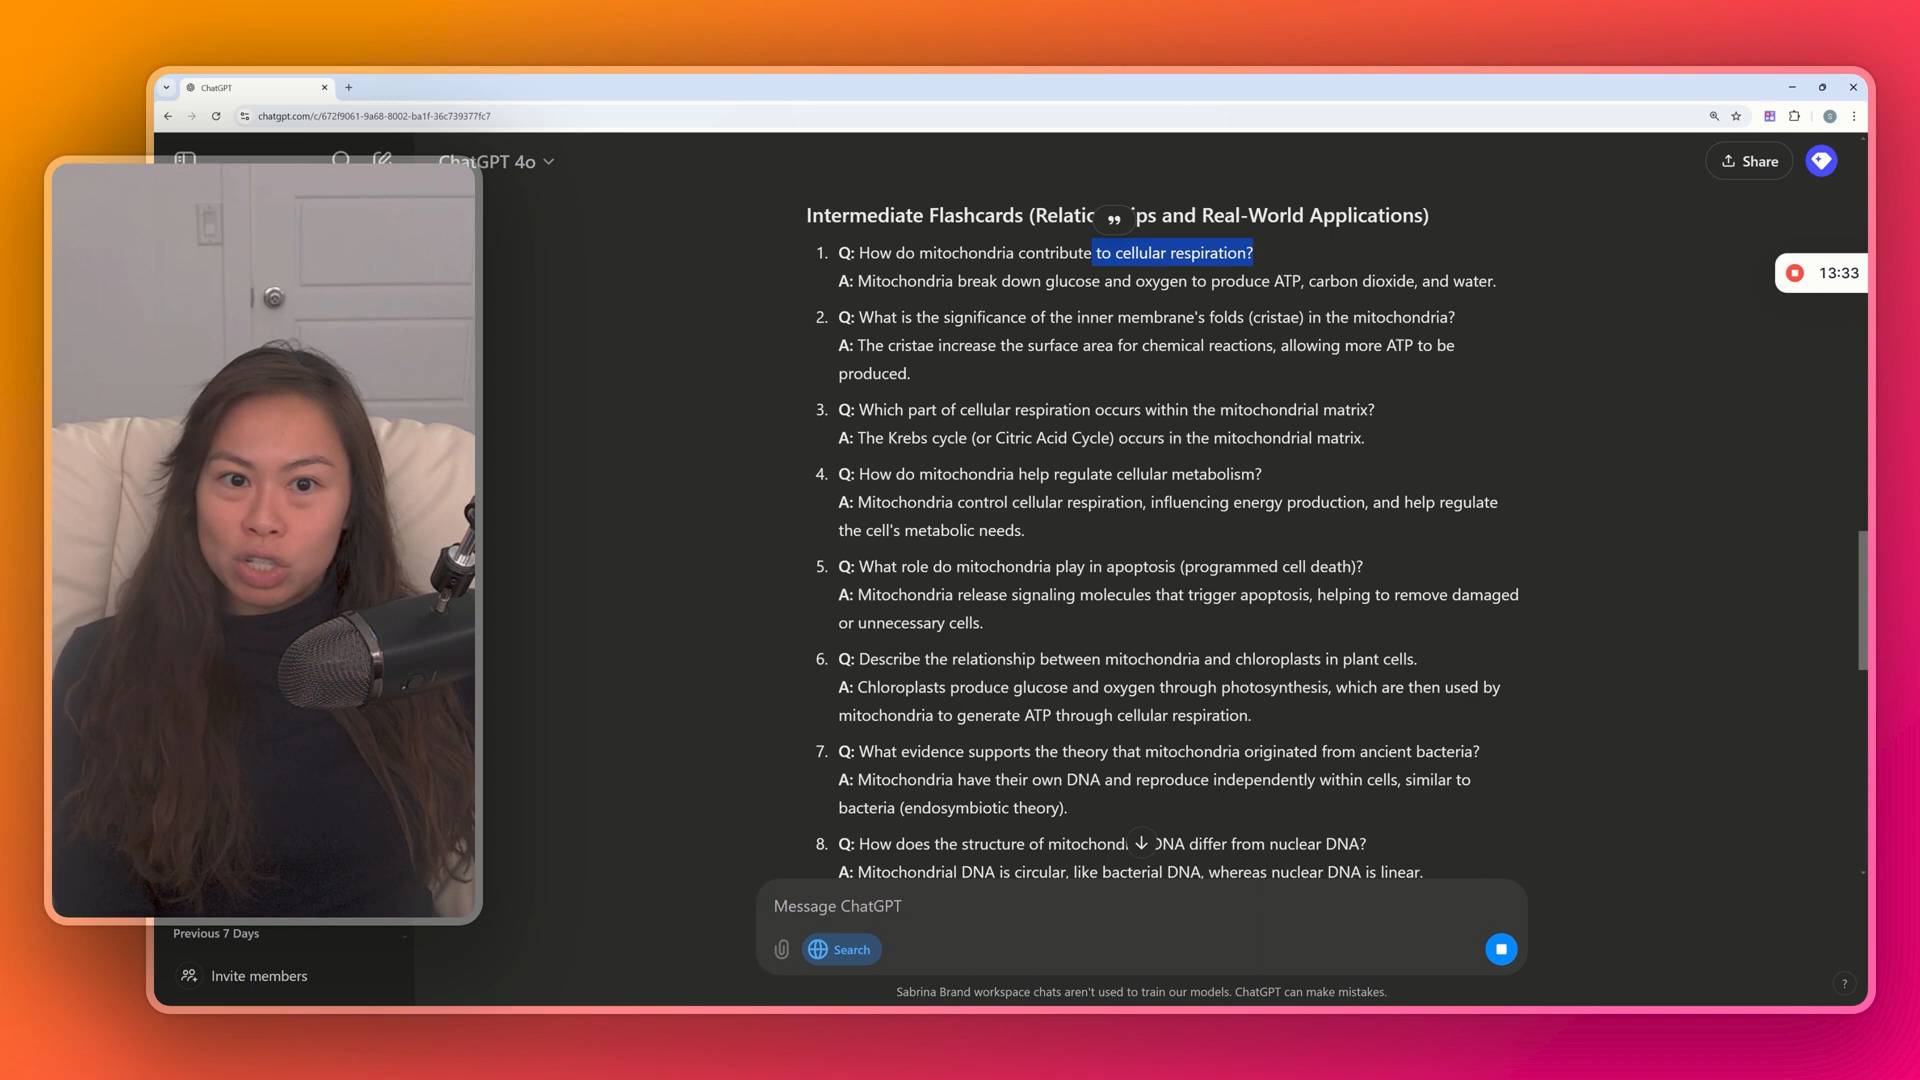 ChatGPT
chatgpt.com/c/672f9061-9a68-8002-ba1f-36c739377fc7
S
ChatGPT 4o
Share
13:33
Intermediate Flashcards (Relatio ps and Real-World Applications)
1. Q: How do mitochondria contribute to cellular respiration?
A: Mitochondria break down glucose and oxygen to produce ATP, carbon dioxide, and water.
2. Q: What is the significance of the inner membrane's folds (cristae) in the mitochondria?
A: The cristae increase the surface area for chemical reactions, allowing more ATP to be
produced.
3. Q: Which part of cellular respiration occurs within the mitochondrial matrix?
A: The Krebs cycle (or Citric Acid Cycle) occurs in the mitochondrial matrix.
4. Q: How do mitochondria help regulate cellular metabolism?
A: Mitochondria control cellular respiration, influencing energy production, and help regulate
the cell's metabolic needs.
5. Q: What role do mitochondria play in apoptosis (programmed cell death)?
A: Mitochondria release signaling molecules that trigger apoptosis, helping to remove damaged
or unnecessary cells.
6. Q: Describe the relationship between mitochondria and chloroplasts in plant cells.
A: Chloroplasts produce glucose and oxygen through photosynthesis, which are then used by
mitochondria to generate ATP through cellular respiration.
7. Q: What evidence supports the theory that mitochondria originated from ancient bacteria?
A: Mitochondria have their own DNA and reproduce independently within cells, similar to
bacteria (endosymbiotic theory).
8. Q: How does the structure of mitochond DNA differ from nuclear DNA?
A: Mitochondrial DNA is circular, like bacterial DNA, whereas nuclear DNA is linear.
Message ChatGPT
Search
Previous 7 Days
Invite members
Sabrina Brand workspace chats aren't used to train our models. ChatGPT can make mistakes.
?